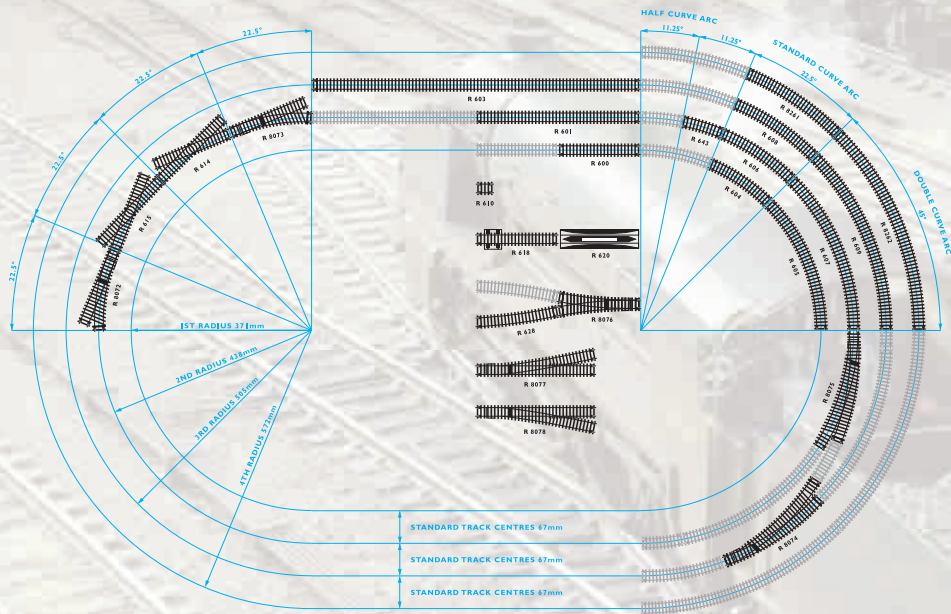 HALF CURVE ARC
11.25°
11.25°
STANDARD CURVE ARC
22.5°
DOUBLE CURVE ARC
45°
22.5°
22.5°
22.5°
22.5°
R 603
R 601
R 600
R 610
R 618
R 620
R 628
R 8076
R 8077
R 8078
R 8073
R 614
R 615
R 8072
R 8261
R 608
R 643
R 606
R 604
R 8262
R 609
R 607
R 605
R 8075
R 8074
1ST RADIUS 371mm
2ND RADIUS 438mm
3RD RADIUS 505mm
4TH RADIUS 572mm
STANDARD TRACK CENTRES 67mm
STANDARD TRACK CENTRES 67mm
STANDARD TRACK CENTRES 67mm